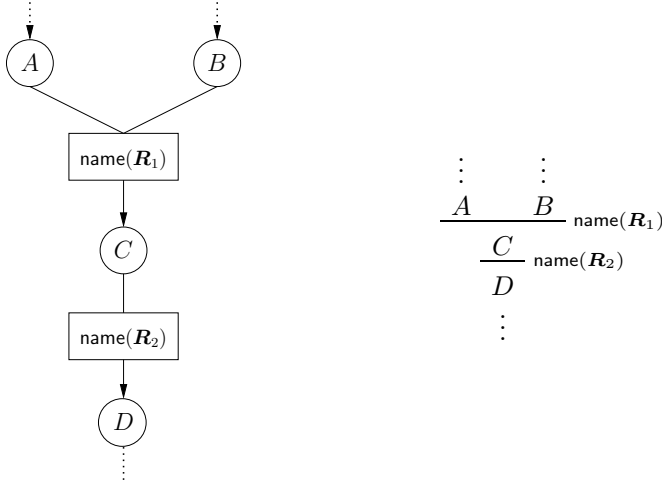 A B
name(R₁)
C
name(R₂)
D
⋮ ⋮
A B name(R₁)
C name(R₂)
D
⋮